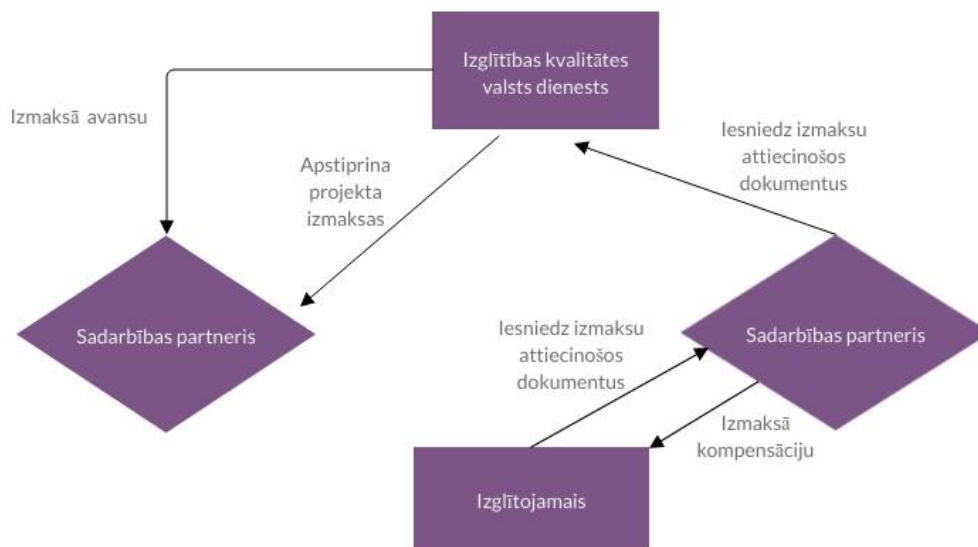 Izglītības kvalitātes
valsts dienests
Izmaksā avansu
Apstiprina
projekta
izmaksas
Iesniedz izmaksu
attiecinošos
dokumentus
Sadarbības partneris
Iesniedz izmaksu
attiecinošos
dokumentus
Sadarbības partneris
Izmaksā
kompensāciju
Izglītojamais